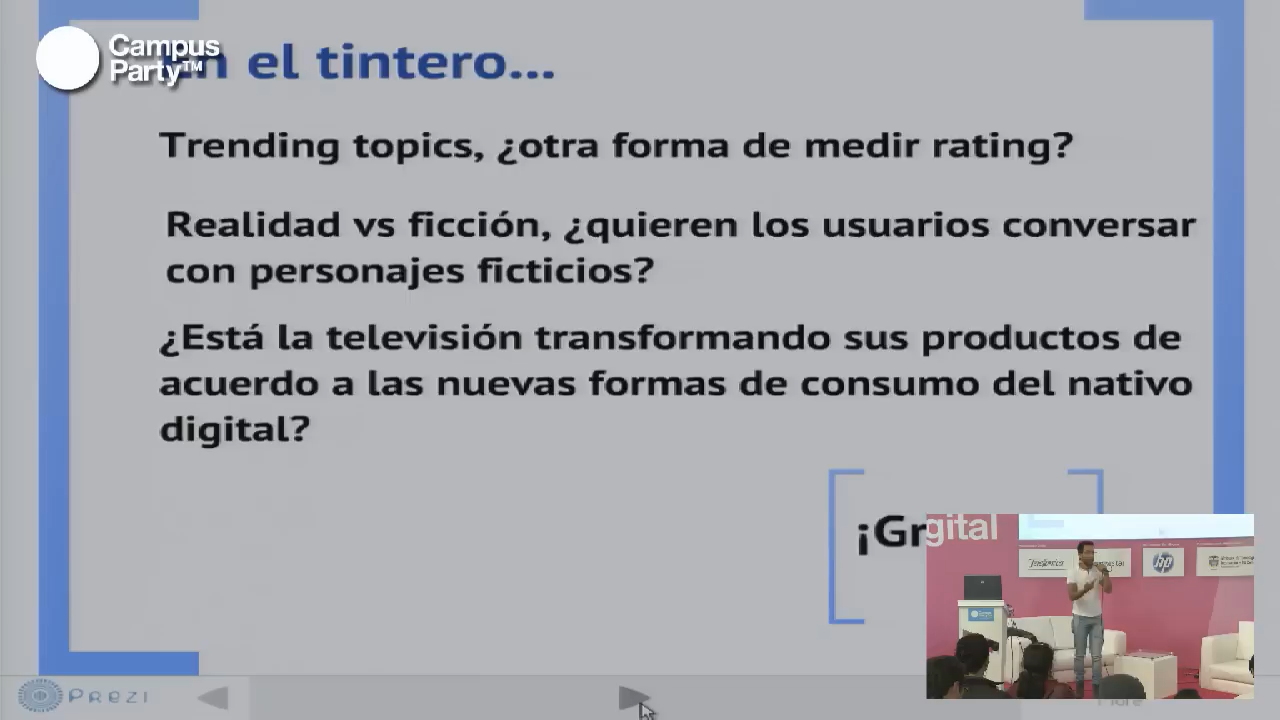 Campus
Party™
el tintero...
Trending topics, ¿otra forma de medir rating?
Realidad vs ficción, ¿quieren los usuarios conversar
con personajes ficticios?
¿Está la televisión transformando sus productos de
acuerdo a las nuevas formas de consumo del nativo
digital?
gital
hp
PREZI